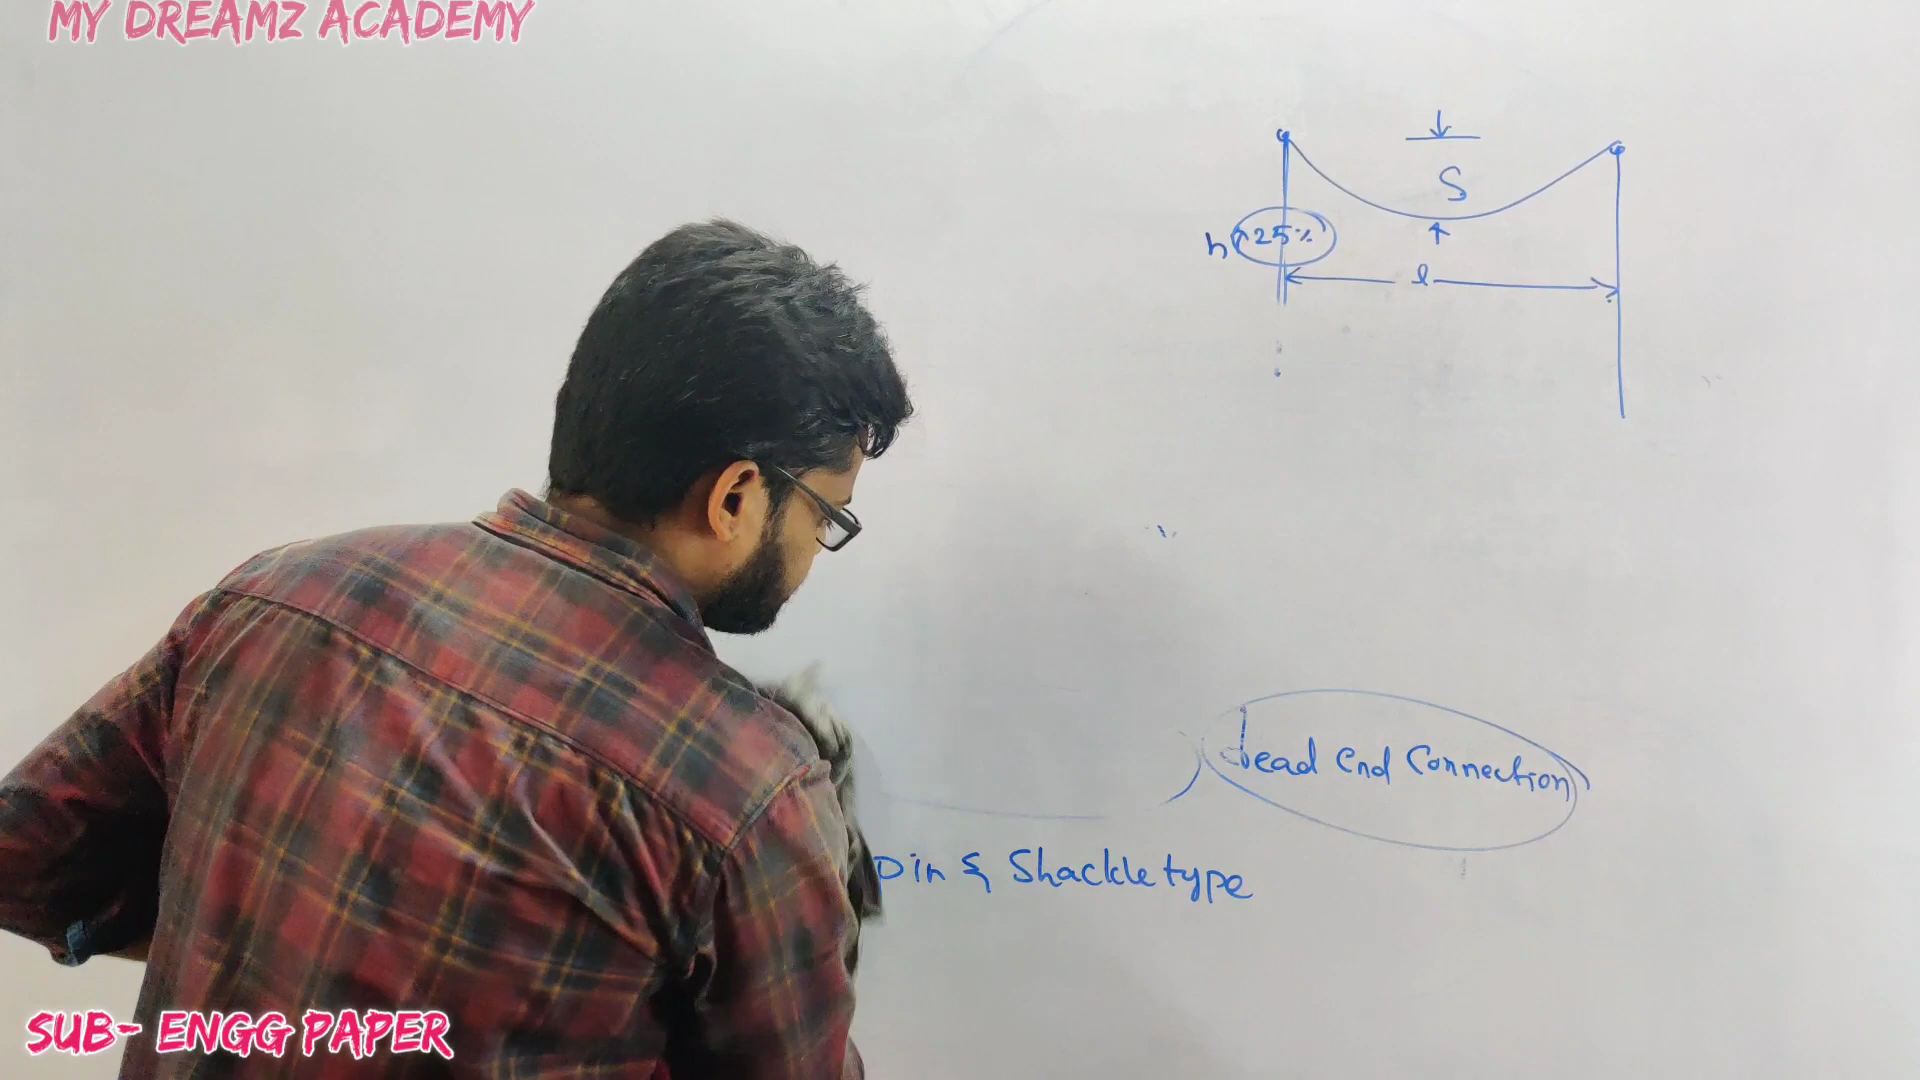 MY DREAMZ ACADEMY
S
h ↑25%
l
Dead End Connection
Pin & Shackle type
SUB- ENGG PAPER